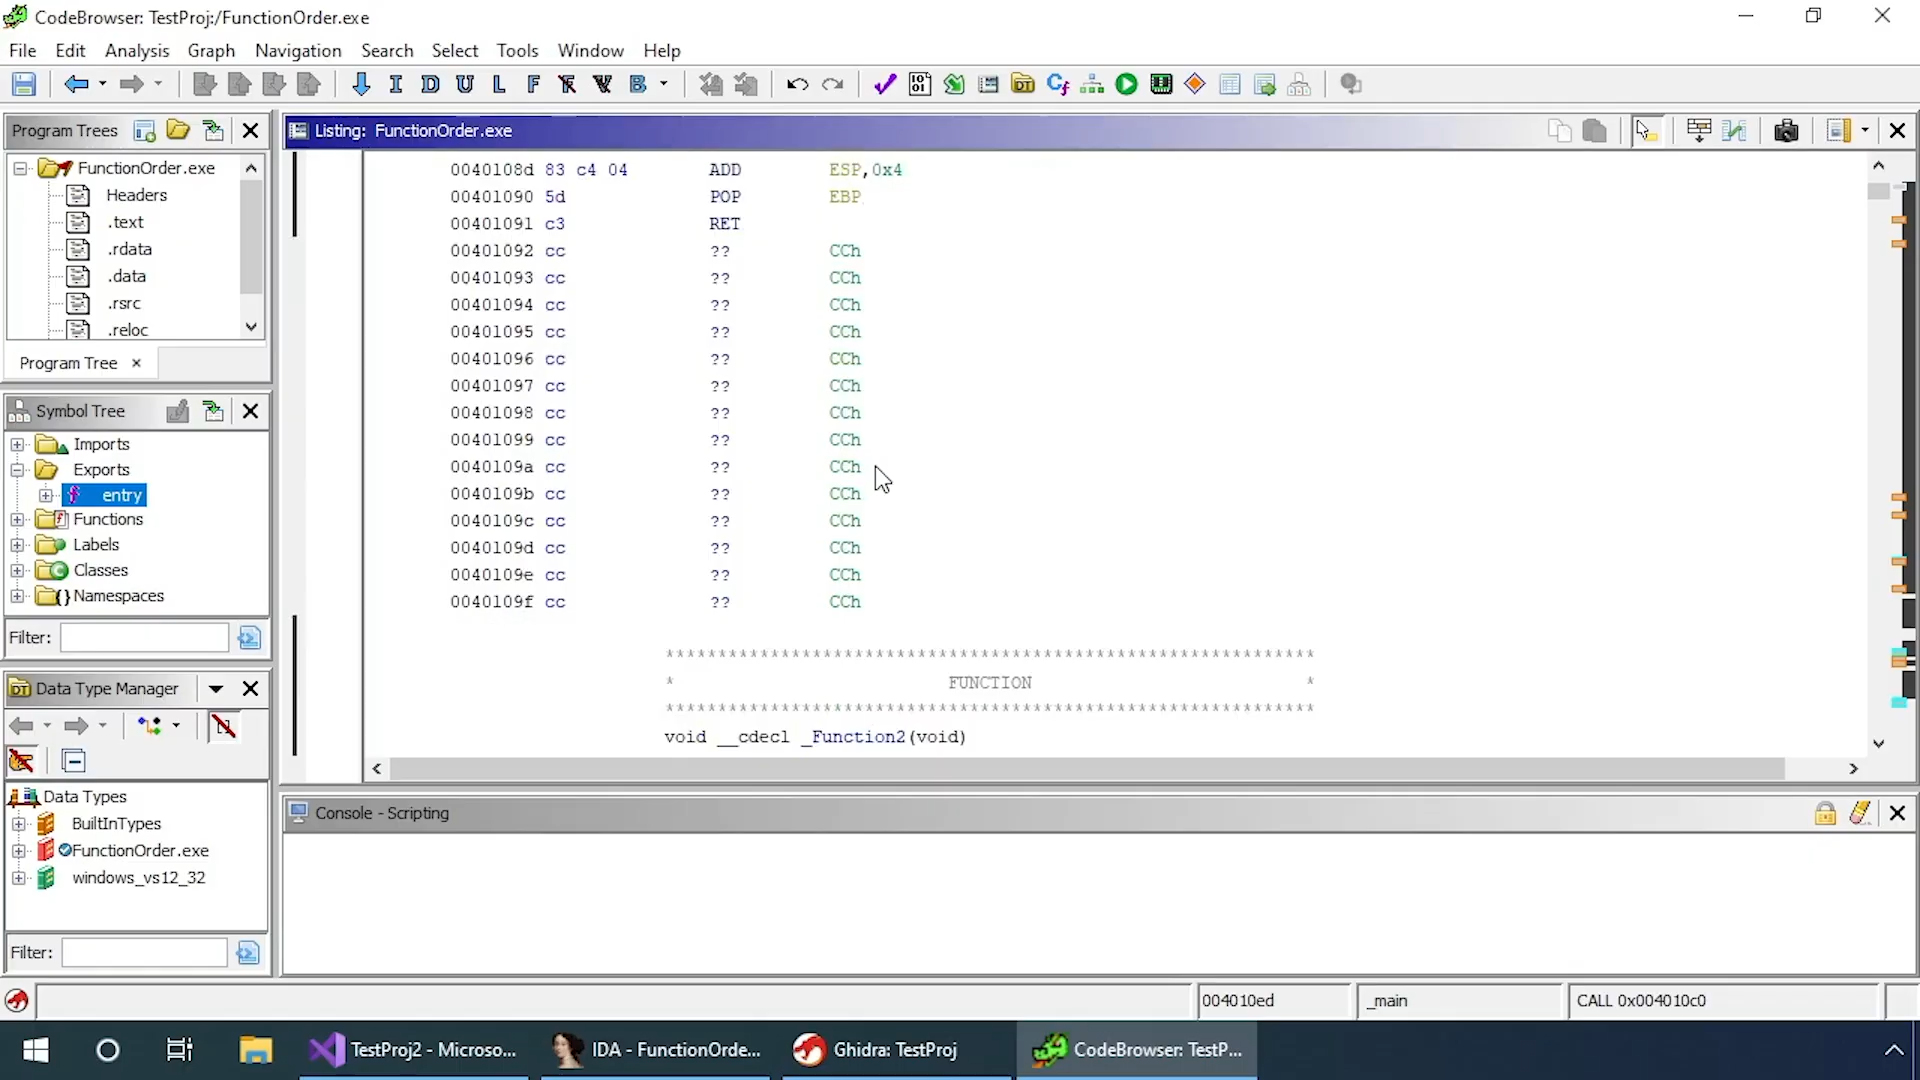 CodeBrowser: TestProj:/FunctionOrder.exe
File Edit Analysis Graph Navigation Search Select Tools Window Help
I D U L F F V B
Program Trees
FunctionOrder.exe
Headers
.text
.rdata
.data
.rsrc
.reloc
Program Tree
Symbol Tree
Imports
Exports
entry
Functions
Labels
Classes
Namespaces
Filter:
Data Type Manager
Data Types
BuiltInTypes
FunctionOrder.exe
windows_vs12_32
Filter:
Listing: FunctionOrder.exe
0040108d 83 c4 04 ADD ESP,0x4
00401090 5d POP EBP
00401091 c3 RET
00401092 cc ?? CCh
00401093 cc ?? CCh
00401094 cc ?? CCh
00401095 cc ?? CCh
00401096 cc ?? CCh
00401097 cc ?? CCh
00401098 cc ?? CCh
00401099 cc ?? CCh
0040109a cc ?? CCh
0040109b cc ?? CCh
0040109c cc ?? CCh
0040109d cc ?? CCh
0040109e cc ?? CCh
0040109f cc ?? CCh
**************************************************************
* FUNCTION *
**************************************************************
void __cdecl _Function2(void)
Console - Scripting
004010ed _main CALL 0x004010c0
TestProj2 - Microso... IDA - FunctionOrde... Ghidra: TestProj CodeBrowser: TestP...